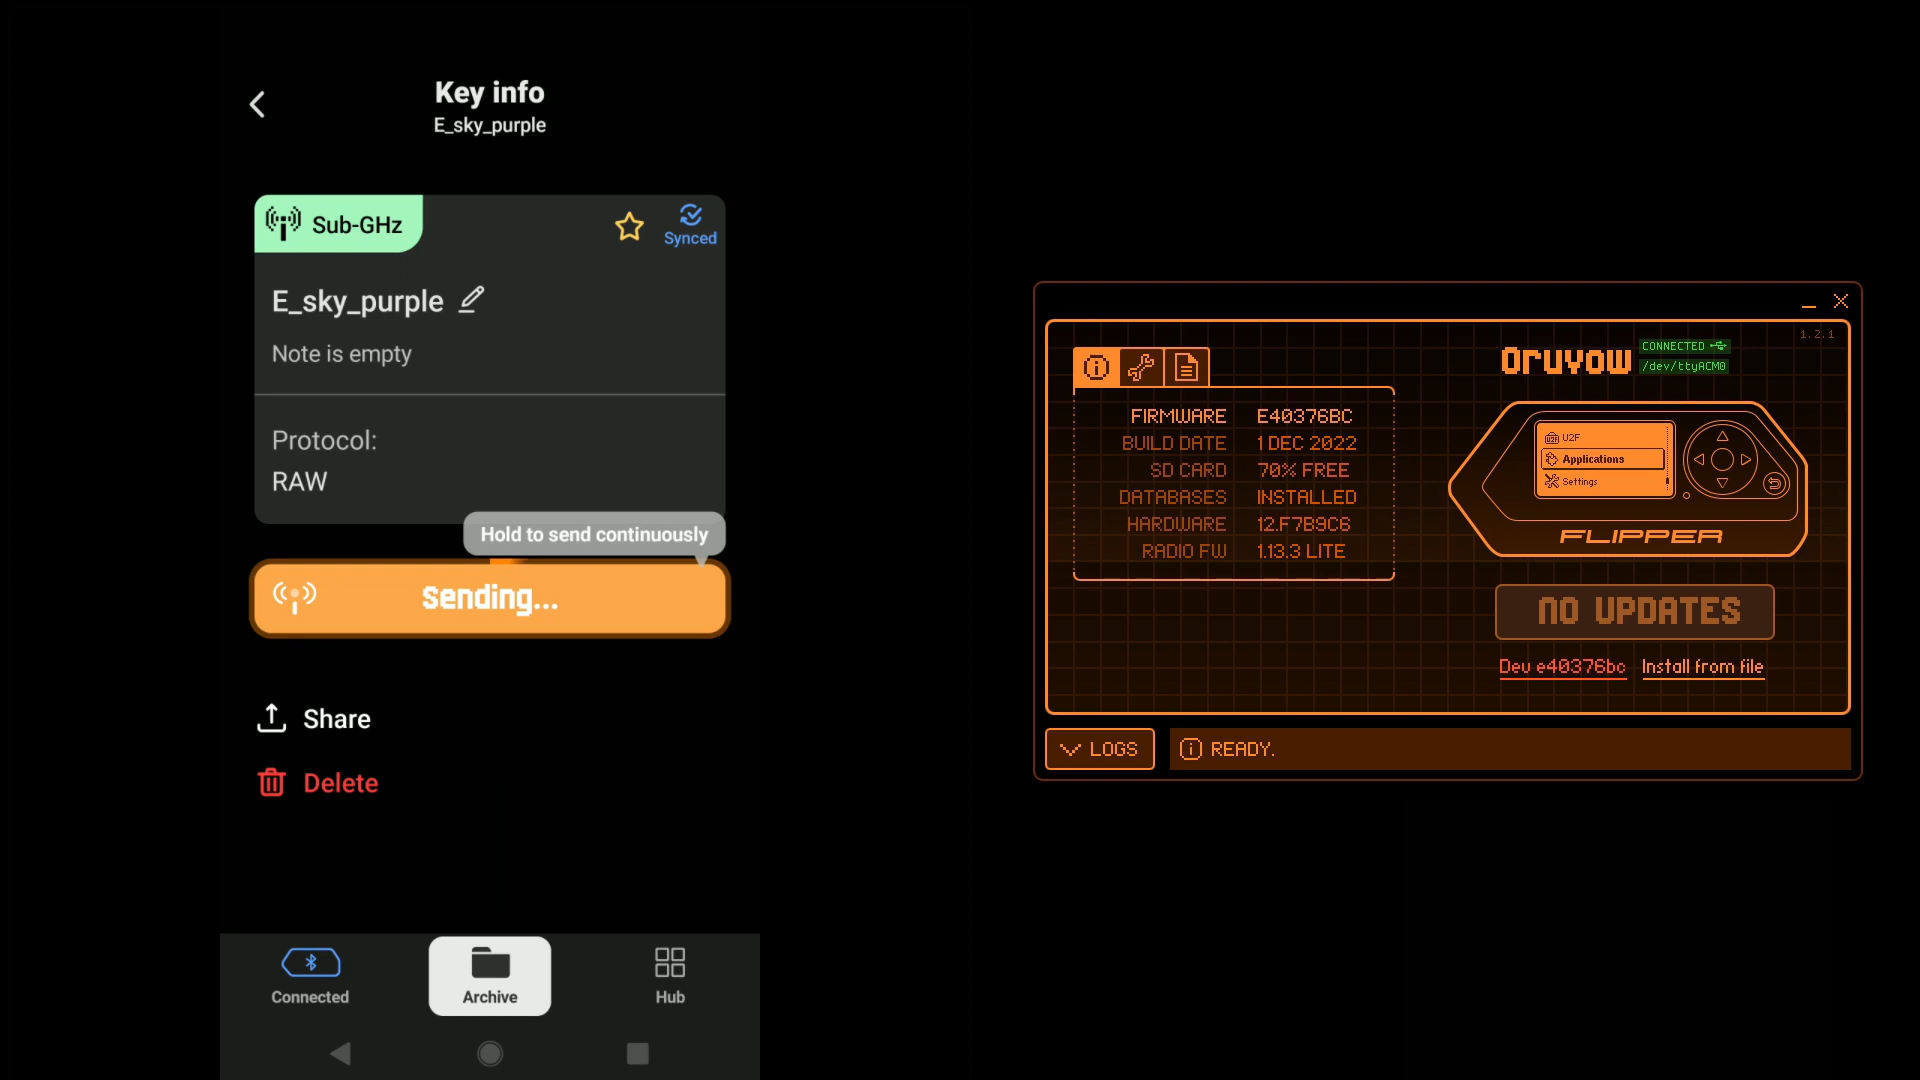 Key info
E_sky_purple
Sub-GHz
Synced
E_sky_purple
Note is empty
Protocol:
RAW
Hold to send continuously
Sending...
Share
Delete
Connected
Archive
Hub
1.2.1
Oruvow
CONNECTED
/dev/ttyACM0
FIRMWARE E40376BC
BUILD DATE 1 DEC 2022
SD CARD 70% FREE
DATABASES INSTALLED
HARDWARE 12.F7B9C6
RADIO FW 1.13.3 LITE
U2F
Applications
Settings
FLIPPER
NO UPDATES
Dev e40376bc Install from file
LOGS
READY.